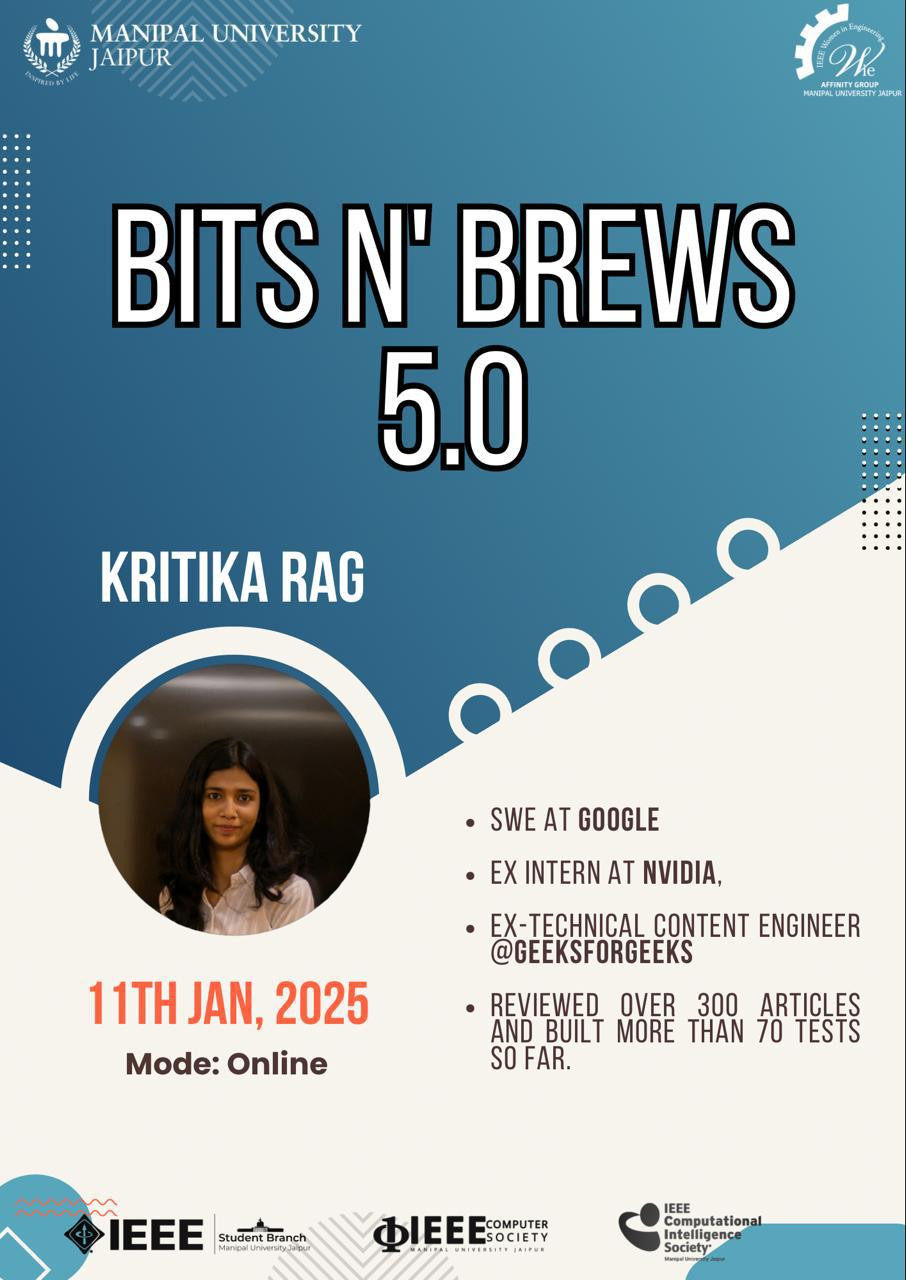 MANIPAL UNIVERSITY
JAIPUR
INSPIRED BY LIFE
IEEE Women in Engineering
Wie
AFFINITY GROUP
MANIPAL UNIVERSITY JAIPUR
BITS N' BREWS
5.0
KRITIKA RAG
• SWE AT GOOGLE
• EX INTERN AT NVIDIA,
• EX-TECHNICAL CONTENT ENGINEER
@GEEKSFORGEEKS
• REVIEWED OVER 300 ARTICLES
AND BUILT MORE THAN 70 TESTS
SO FAR.
11TH JAN, 2025
Mode: Online
IEEE
Student Branch
Manipal University Jaipur
IEEE COMPUTER
SOCIETY
MANIPAL UNIVERSITY JAIPUR
IEEE
Computational
Intelligence
Society
Manipal University Jaipur